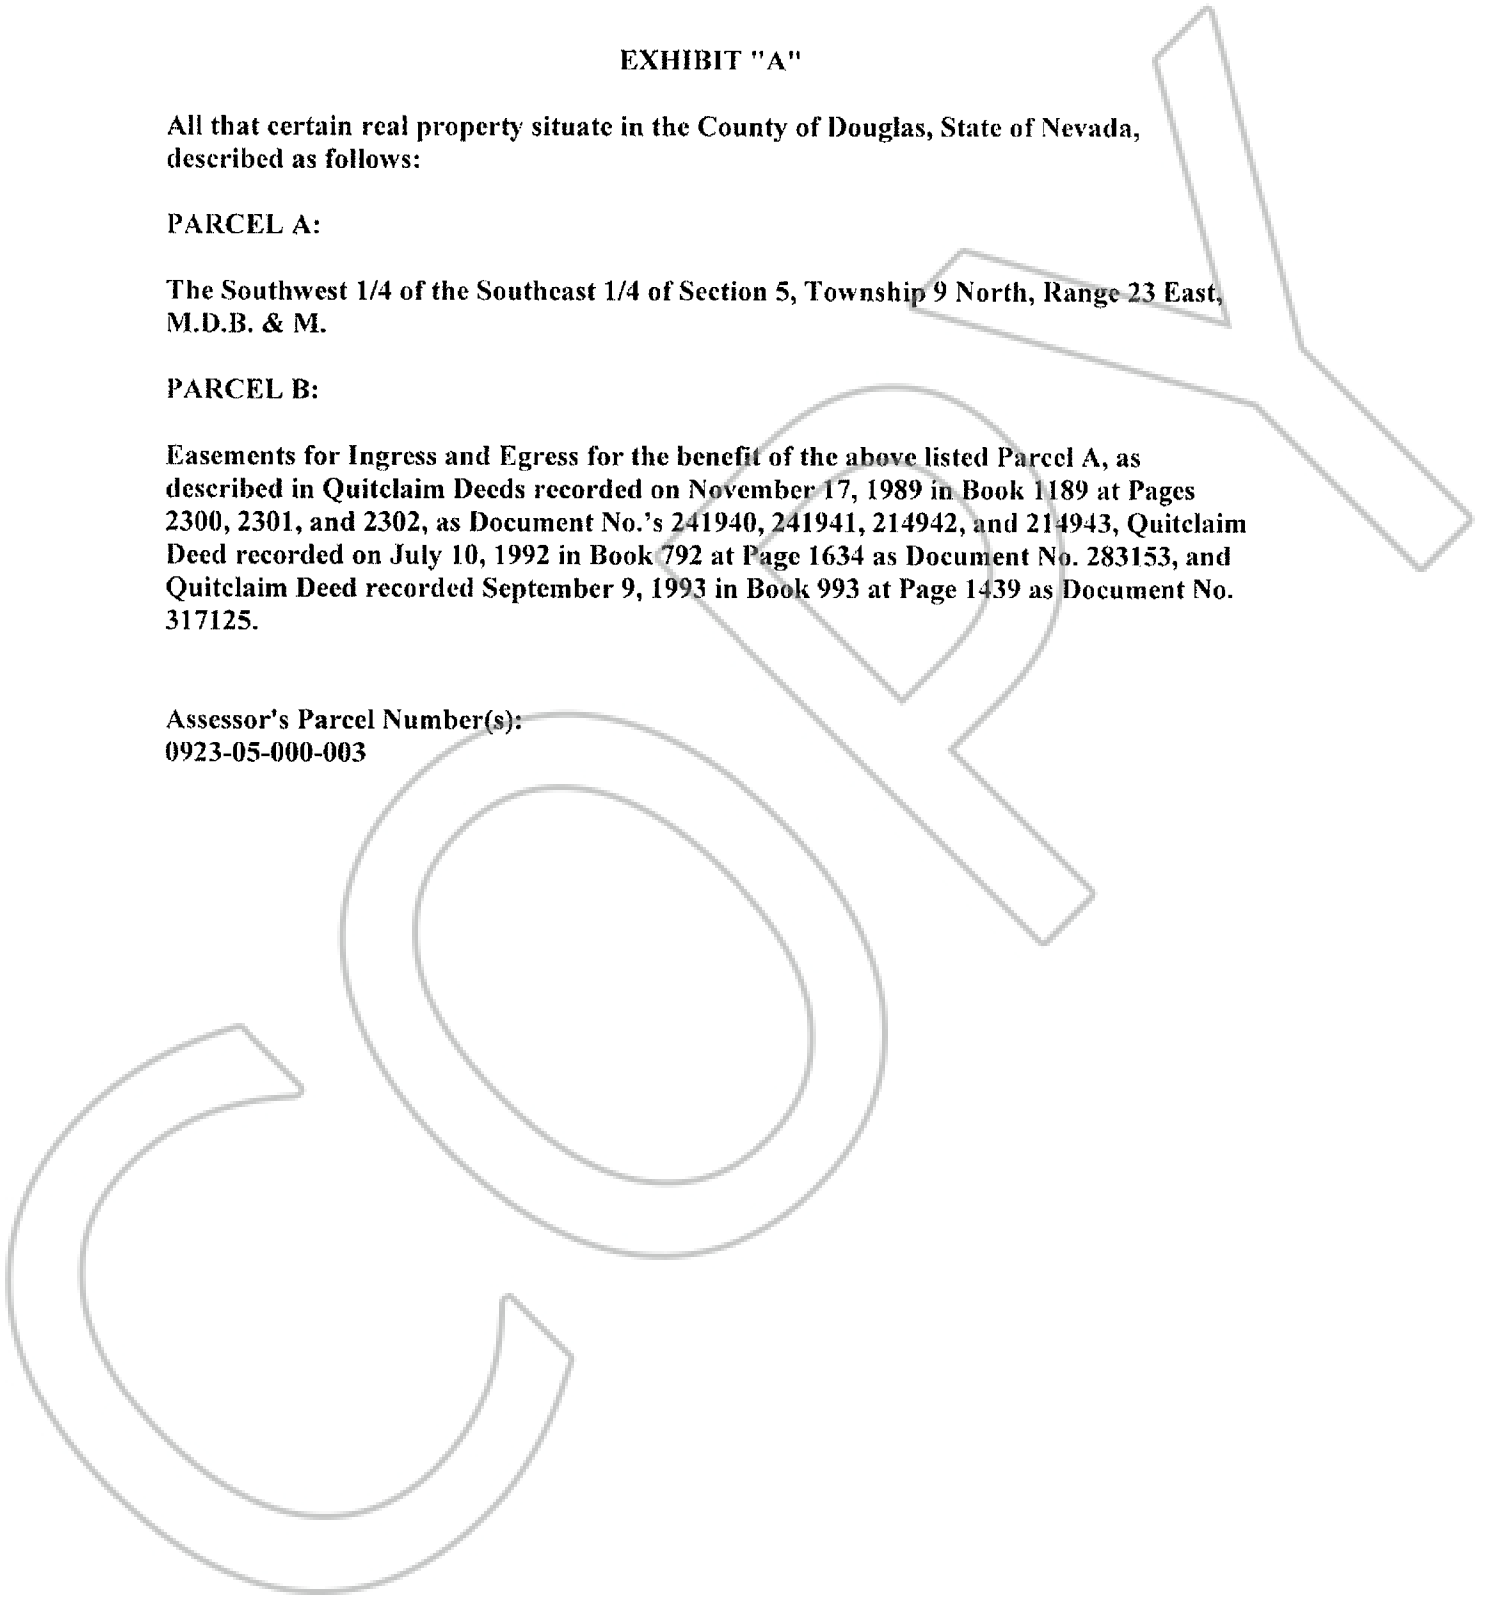 EXHIBIT "A"
All that certain real property situate in the County of Douglas, State of Nevada,
described as follows:
PARCEL A:
The Southwest 1/4 of the Southeast 1/4 of Section 5, Township 9 North, Range 23 East,
M.D.B. & M.
PARCEL B:
Easements for Ingress and Egress for the benefit of the above listed Parcel A, as
described in Quitclaim Deeds recorded on November 17, 1989 in Book 1189 at Pages
2300, 2301, and 2302, as Document No.'s 241940, 241941, 214942, and 214943, Quitclaim
Deed recorded on July 10, 1992 in Book 792 at Page 1634 as Document No. 283153, and
Quitclaim Deed recorded September 9, 1993 in Book 993 at Page 1439 as Document No.
317125.
Assessor's Parcel Number(s):
0923-05-000-003
COPY